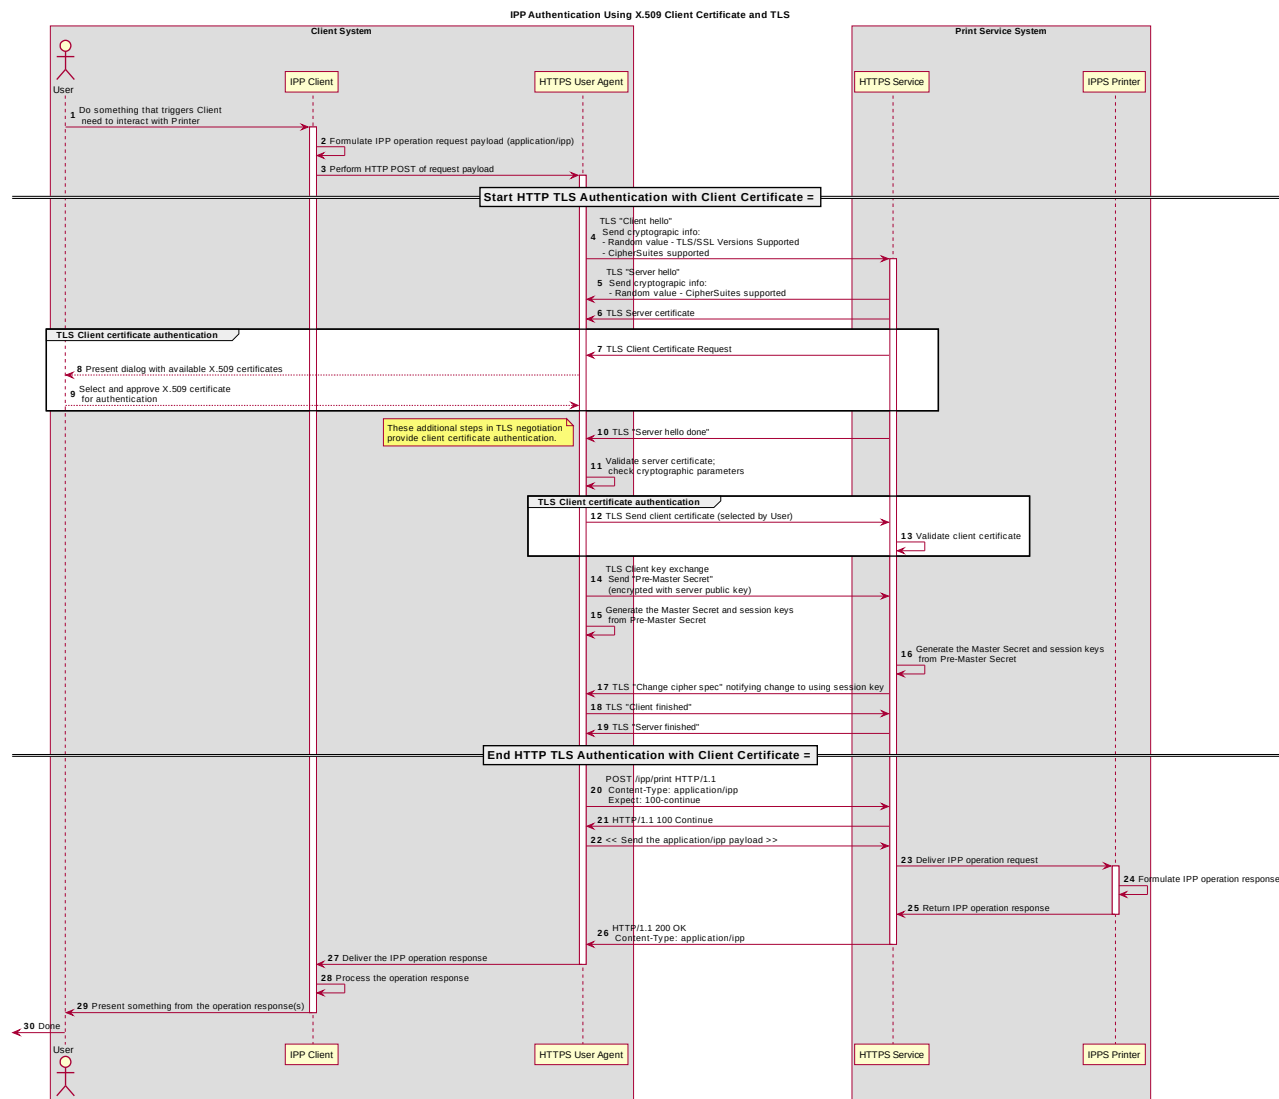 IPP Authentication Using X.509 Client Certificate and TLS
Client System
Print Service System
User
IPP Client
HTTPS User Agent
HTTPS Service
IPPS Printer
1 Do something that triggers Client
need to interact with Printer
2 Formulate IPP operation request payload (application/ipp)
3 Perform HTTP POST of request payload
Start HTTP TLS Authentication with Client Certificate =
TLS "Client hello"
4 Send cryptograpic info:
- Random value - TLS/SSL Versions Supported
- CipherSuites supported
TLS "Server hello"
5 Send cryptograpic info:
- Random value - CipherSuites supported
6 TLS Server certificate
TLS Client certificate authentication
7 TLS Client Certificate Request
8 Present dialog with available X.509 certificates
9 Select and approve X.509 certificate
for authentication
These additional steps in TLS negotiation
provide client certificate authentication.
10 TLS "Server hello done"
11 Validate server certificate;
check cryptographic parameters
TLS Client certificate authentication
12 TLS Send client certificate (selected by User)
13 Validate client certificate
TLS Client key exchange
14 Send "Pre-Master Secret"
(encrypted with server public key)
15 Generate the Master Secret and session keys
from Pre-Master Secret
16 Generate the Master Secret and session keys
from Pre-Master Secret
17 TLS "Change cipher spec" notifying change to using session key
18 TLS "Client finished"
19 TLS "Server finished"
End HTTP TLS Authentication with Client Certificate =
POST /ipp/print HTTP/1.1
20 Content-Type: application/ipp
Expect: 100-continue
21 HTTP/1.1 100 Continue
22 << Send the application/ipp payload >>
23 Deliver IPP operation request
24 Formulate IPP operation response
25 Return IPP operation response
26 HTTP/1.1 200 OK
Content-Type: application/ipp
27 Deliver the IPP operation response
28 Process the operation response
29 Present something from the operation response(s)
30 Done
User
IPP Client
HTTPS User Agent
HTTPS Service
IPPS Printer